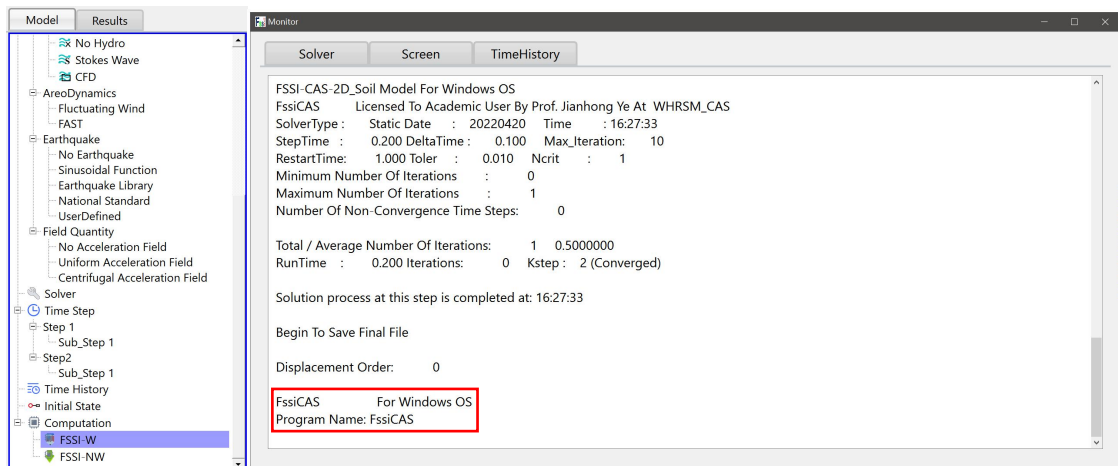 Model Results
No Hydro
Stokes Wave
CFD
AreoDynamics
Fluctuating Wind
FAST
Earthquake
No Earthquake
Sinusoidal Function
Earthquake Library
National Standard
UserDefined
Field Quantity
No Acceleration Field
Uniform Acceleration Field
Centrifugal Acceleration Field
Solver
Time Step
Step 1
Sub_Step 1
Step2
Sub_Step 1
Time History
Initial State
Computation
FSSI-W
FSSI-NW
Monitor
Solver Screen TimeHistory
FSSI-CAS-2D_Soil Model For Windows OS
FssiCAS Licensed To Academic User By Prof. Jianhong Ye At WHRSM_CAS
SolverType : Static Date : 20220420 Time : 16:27:33
StepTime : 0.200 DeltaTime : 0.100 Max_Iteration: 10
RestartTime: 1.000 Toler : 0.010 Ncrit : 1
Minimum Number Of Iterations : 0
Maximum Number Of Iterations : 1
Number Of Non-Convergence Time Steps: 0
Total / Average Number Of Iterations: 1 0.5000000
RunTime : 0.200 Iterations: 0 Kstep : 2 (Converged)
Solution process at this step is completed at: 16:27:33
Begin To Save Final File
Displacement Order: 0
FssiCAS For Windows OS
Program Name: FssiCAS